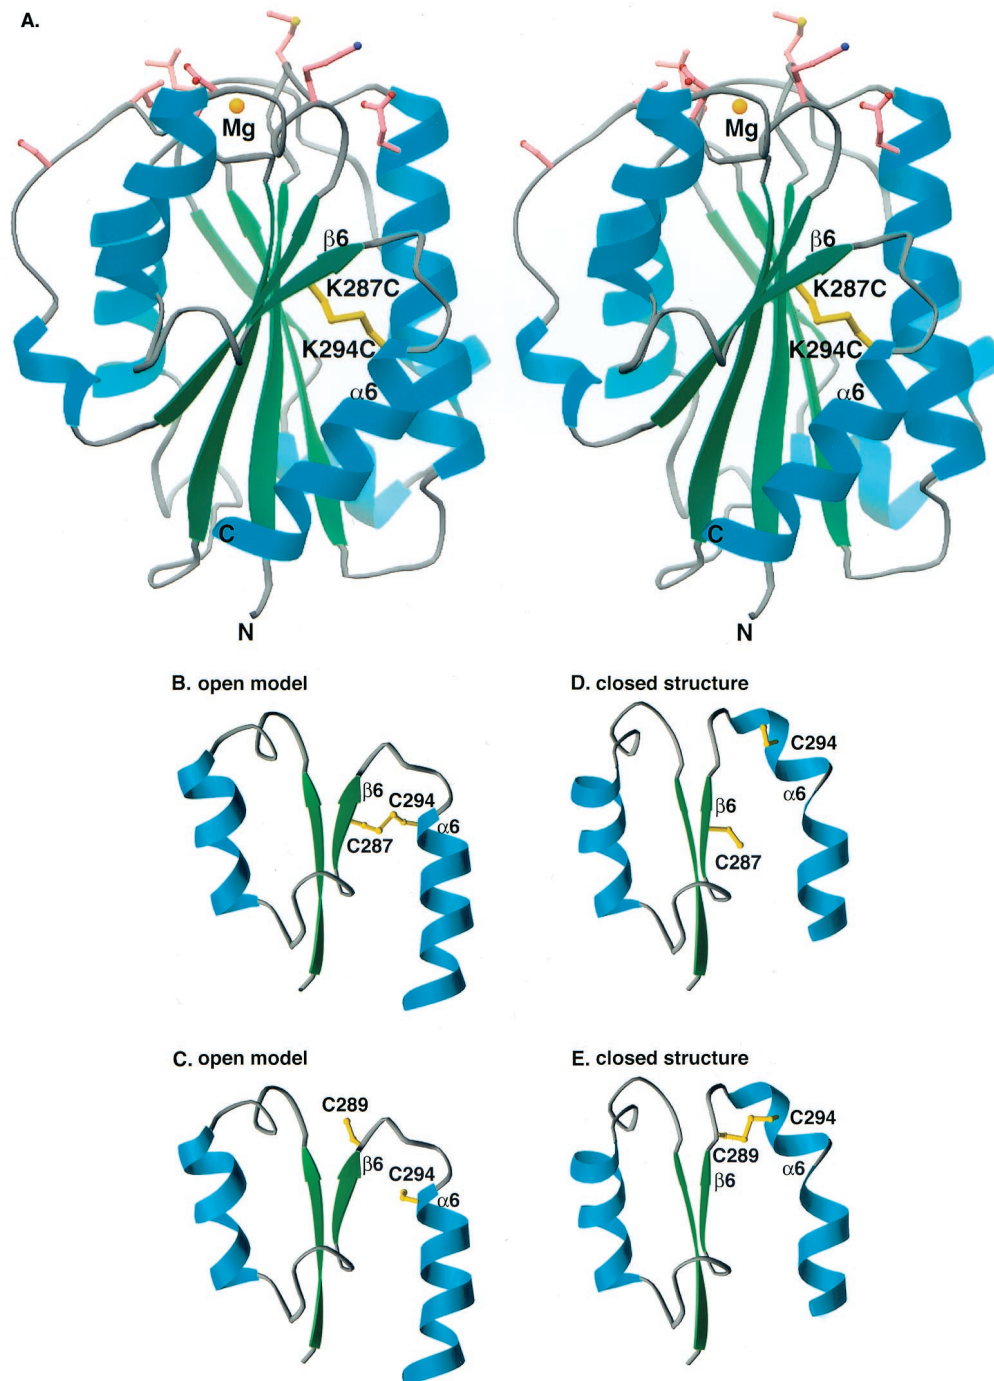 A.
Mg
Mg
β6
β6
K287C
K287C
K294C
K294C
α6
α6
C
C
N
N
B. open model
D. closed structure
β6
C294
α6
C287
C294
α6
β6
C287
C. open model
E. closed structure
C289
β6
C294
α6
C294
C289
α6
β6